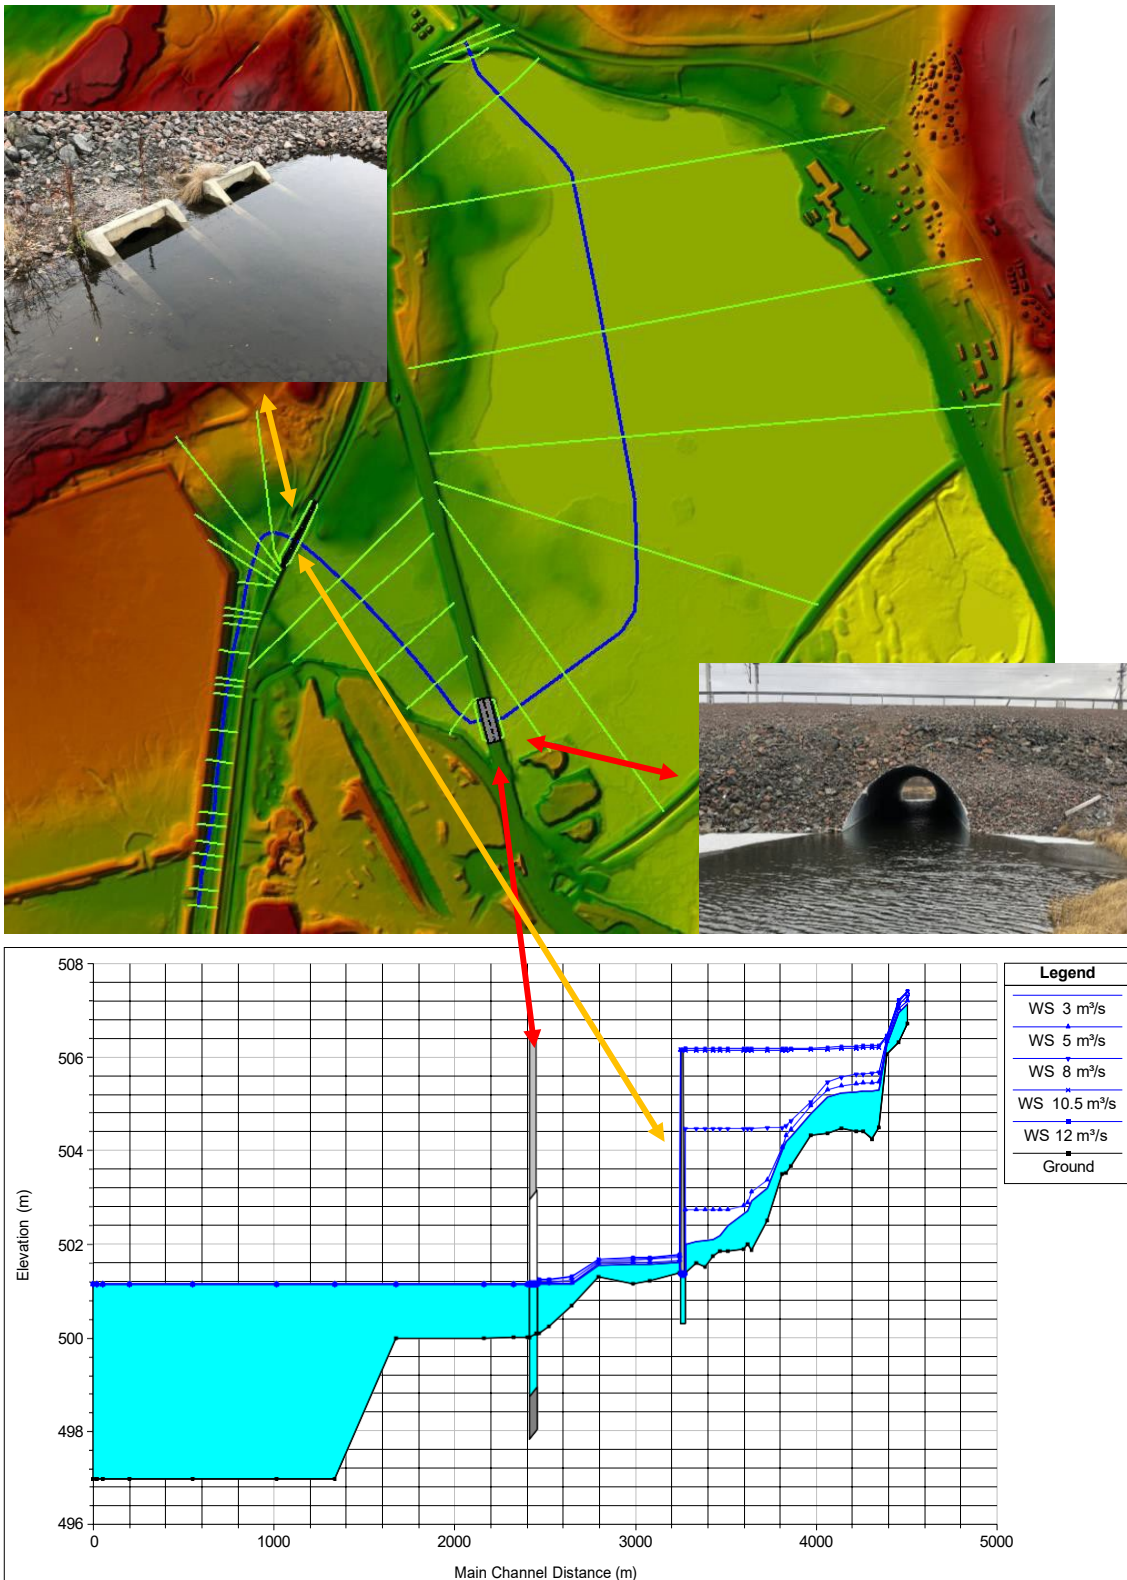 508
506
504
502
500
498
496
Elevation (m)
0
1000
2000
3000
4000
5000
Main Channel Distance (m)
Legend
WS 3 m³/s
WS 5 m³/s
WS 8 m³/s
WS 10.5 m³/s
WS 12 m³/s
Ground